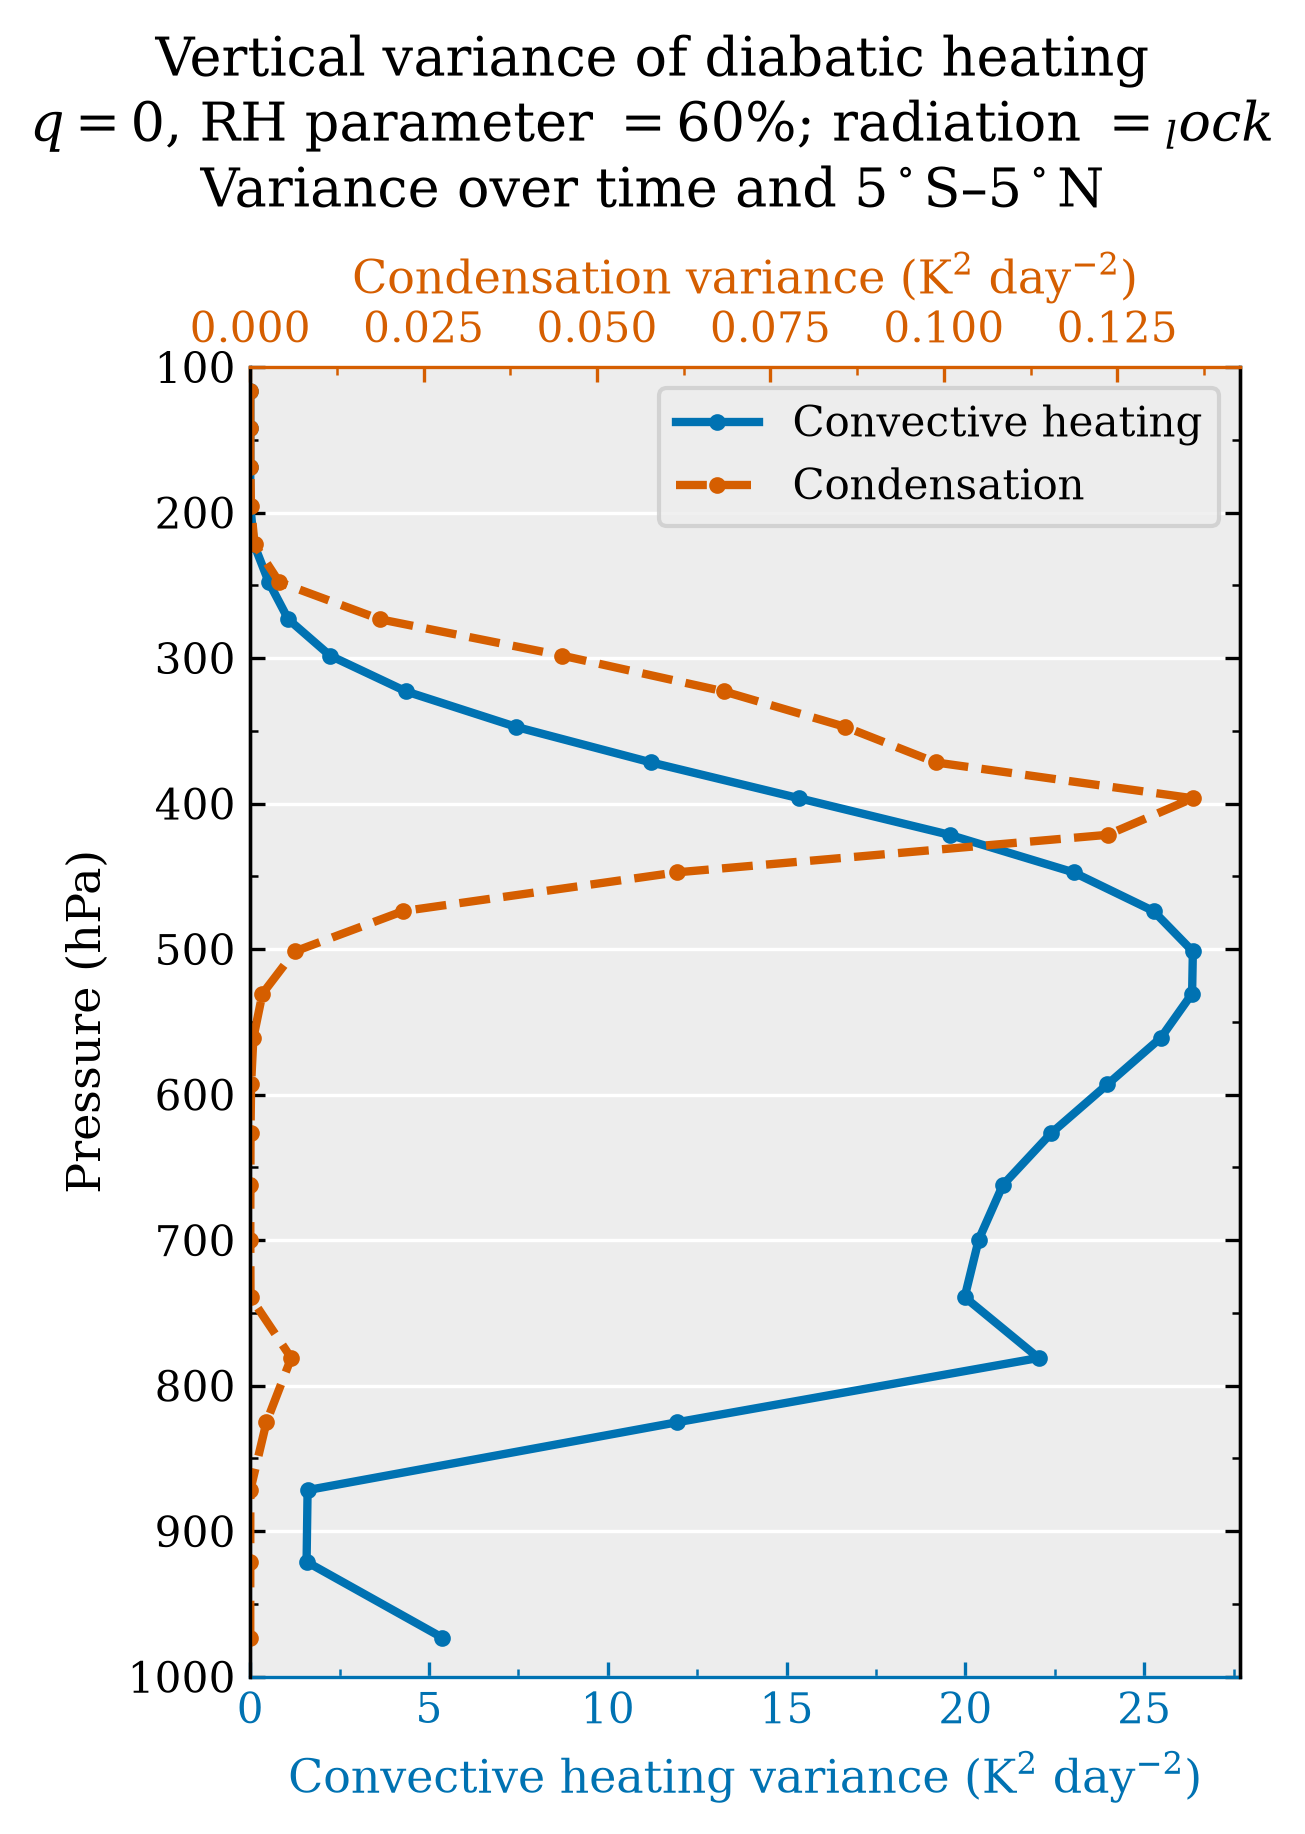 Vertical variance of diabatic heating
q = 0, RH parameter = 60%; radiation = ₗock
Variance over time and 5°S–5°N
Condensation variance (K² day⁻²)
0.000 0.025 0.050 0.075 0.100 0.125
100
Convective heating
Condensation
200
300
400
500
600
700
800
900
1000
Pressure (hPa)
0 5 10 15 20 25
Convective heating variance (K² day⁻²)